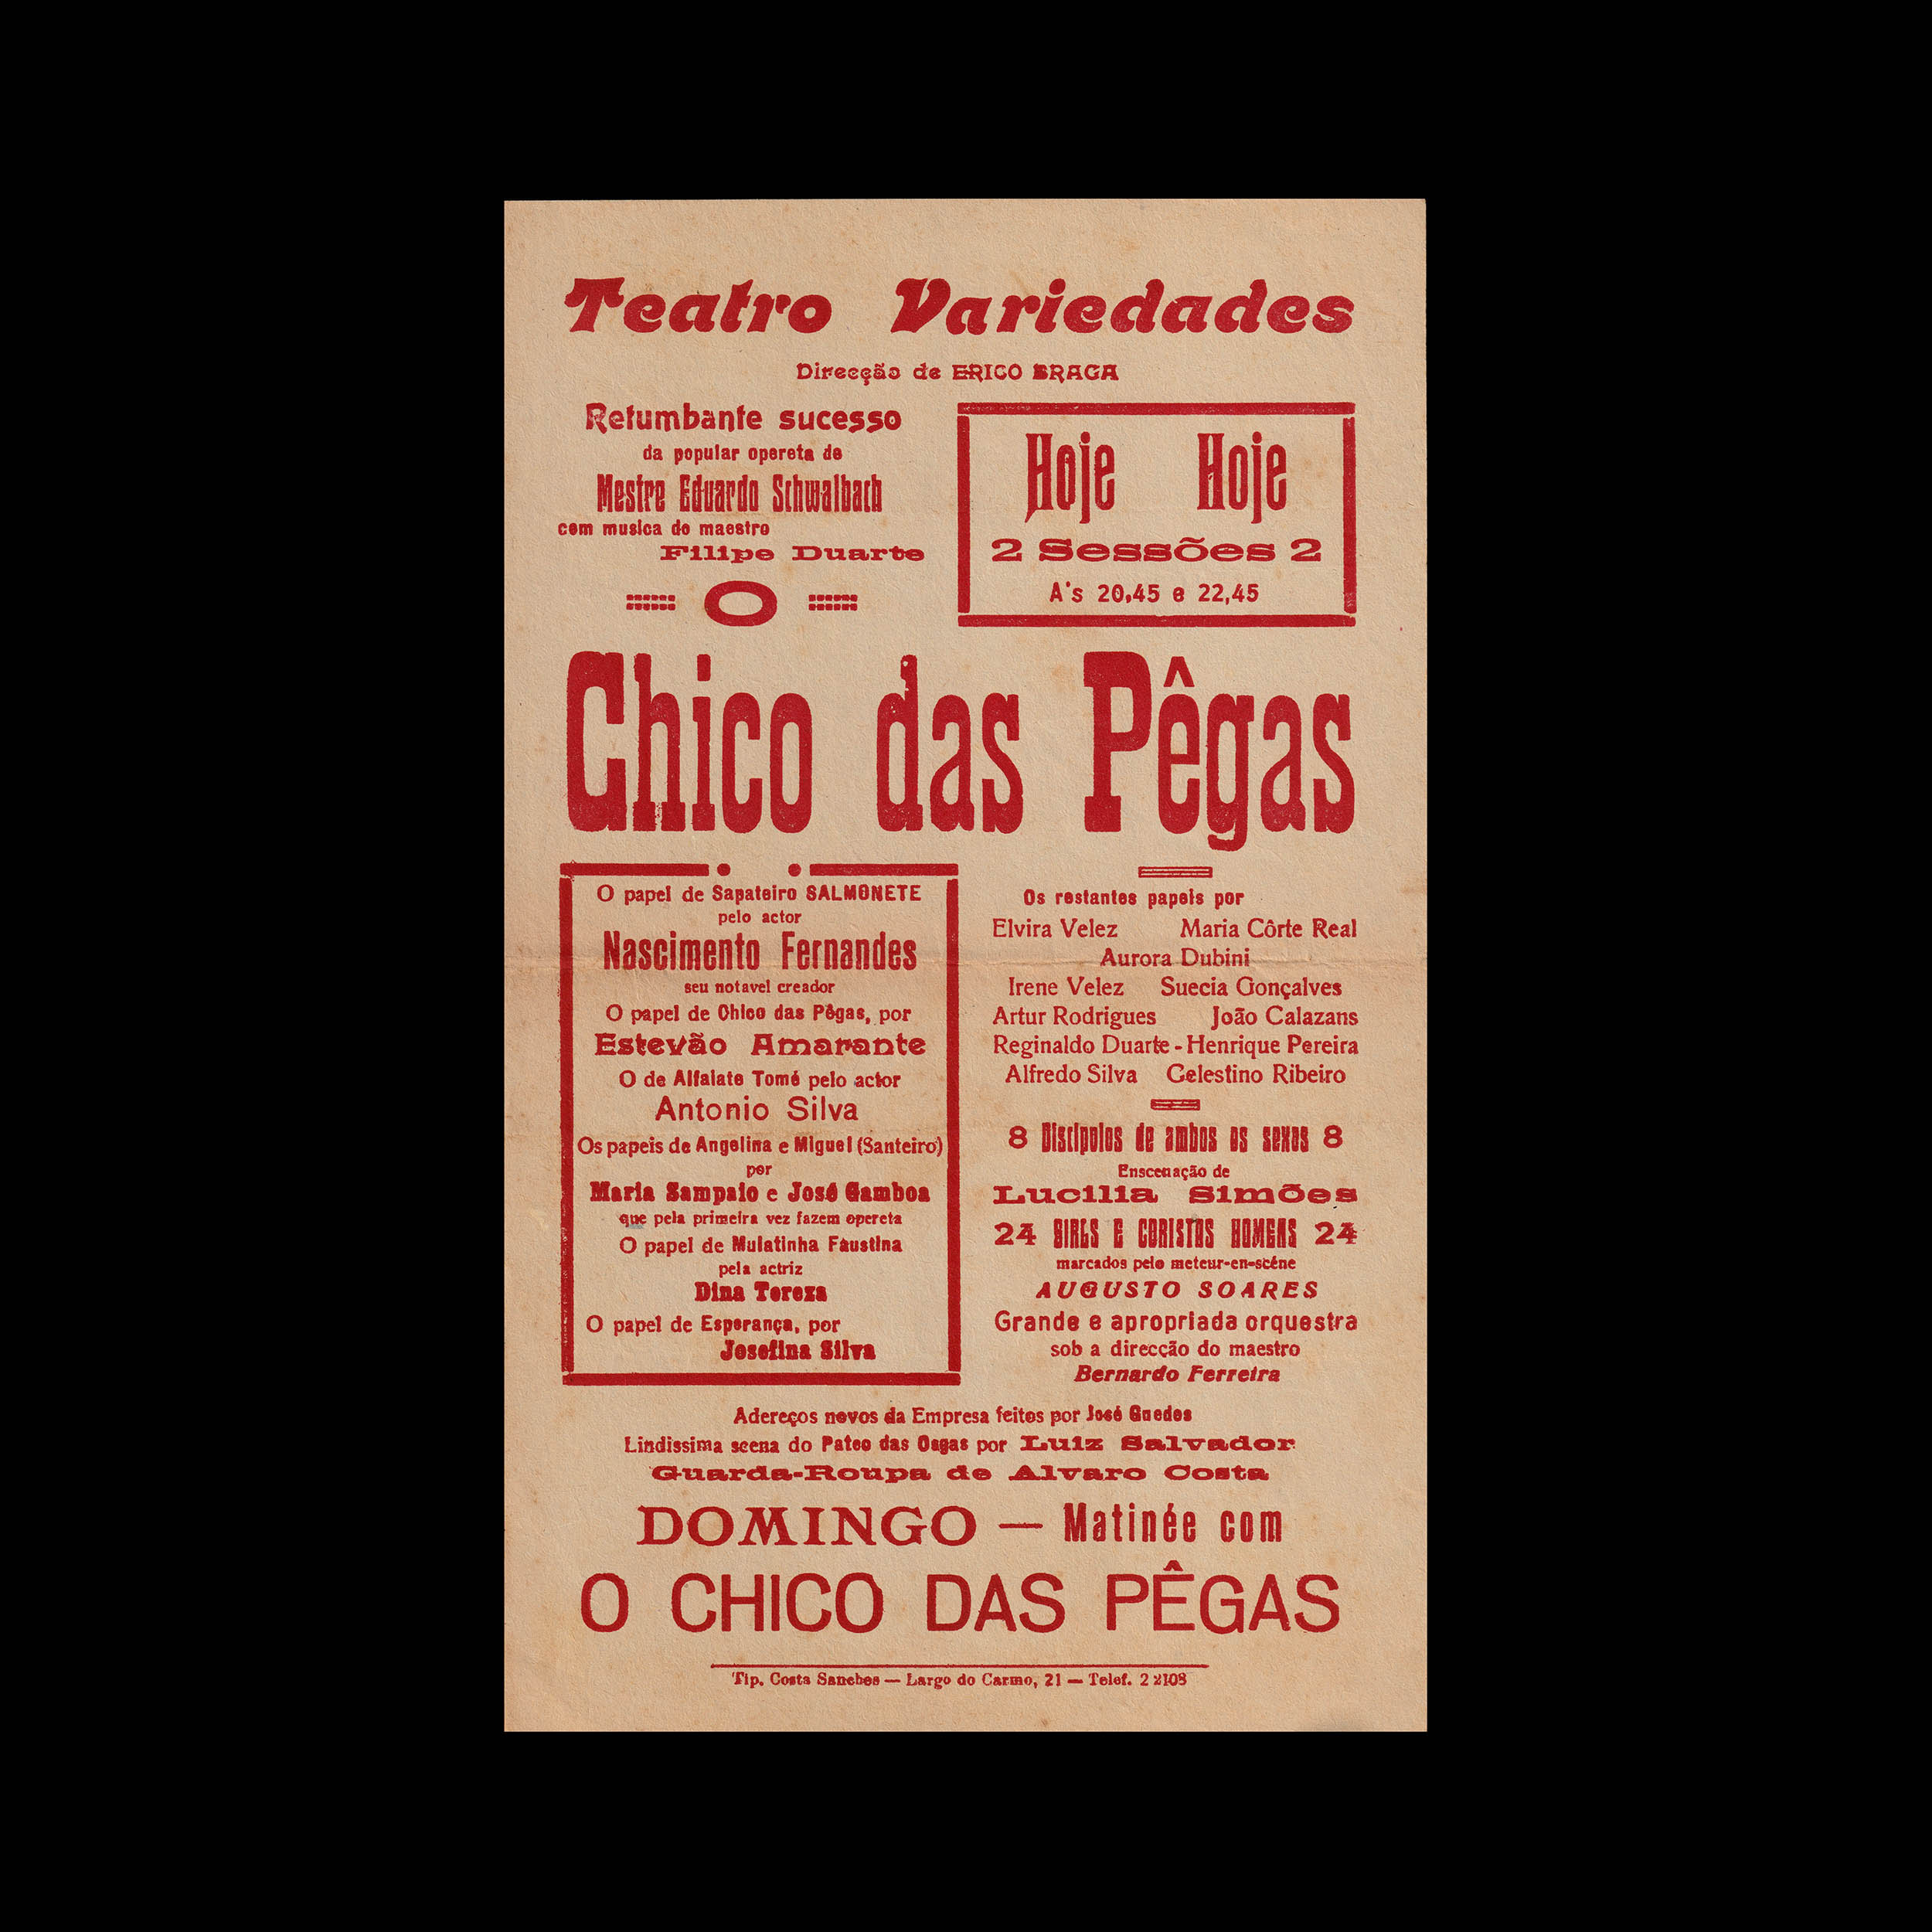 Teatro Variedades
Direcção de ERICO BRAGA
Retumbante sucesso
da popular opereta de
Mestre Eduardo Schwalbach
com musica do maestro
Filipe Duarte
O
Hoje Hoje
2 Sessões 2
A's 20,45 e 22,45
Chico das Pêgas
O papel de Sapateiro SALMONETE
pelo actor
Nascimento Fernandes
seu notavel creador
O papel de Chico das Pêgas, por
Estevão Amarante
O de Alfaiate Tomé pelo actor
Antonio Silva
Os papeis de Angelina e Miguel (Santeiro)
por
Maria Sampaio e José Gamboa
que pela primeira vez fazem opereta
O papel de Mulatinha Faustina
pela actriz
Dina Tereza
O papel de Esperança, por
Josefina Silva
Os restantes papeis por
Elvira Velez Maria Côrte Real
Aurora Dubini
Irene Velez Suecia Gonçalves
Artur Rodrigues João Calazans
Reginaldo Duarte - Henrique Pereira
Alfredo Silva Celestino Ribeiro
8 Discipulos de ambos os sexos 8
Enscenação de
Lucilia Simões
24 GIRLS E CORISTAS HOMENS 24
marcados pelo meteur-en-scéne
AUGUSTO SOARES
Grande e apropriada orquestra
sob a direcção do maestro
Bernardo Ferreira
Adereços novos da Empresa feitos por José Guedes
Lindissima scena do Pateo das Osgas por Luiz Salvador
Guarda-Roupa de Alvaro Costa
DOMINGO — Matinée com
O CHICO DAS PÊGAS
Tip. Costa Sanches — Largo do Carmo, 21 — Telef. 2 2108